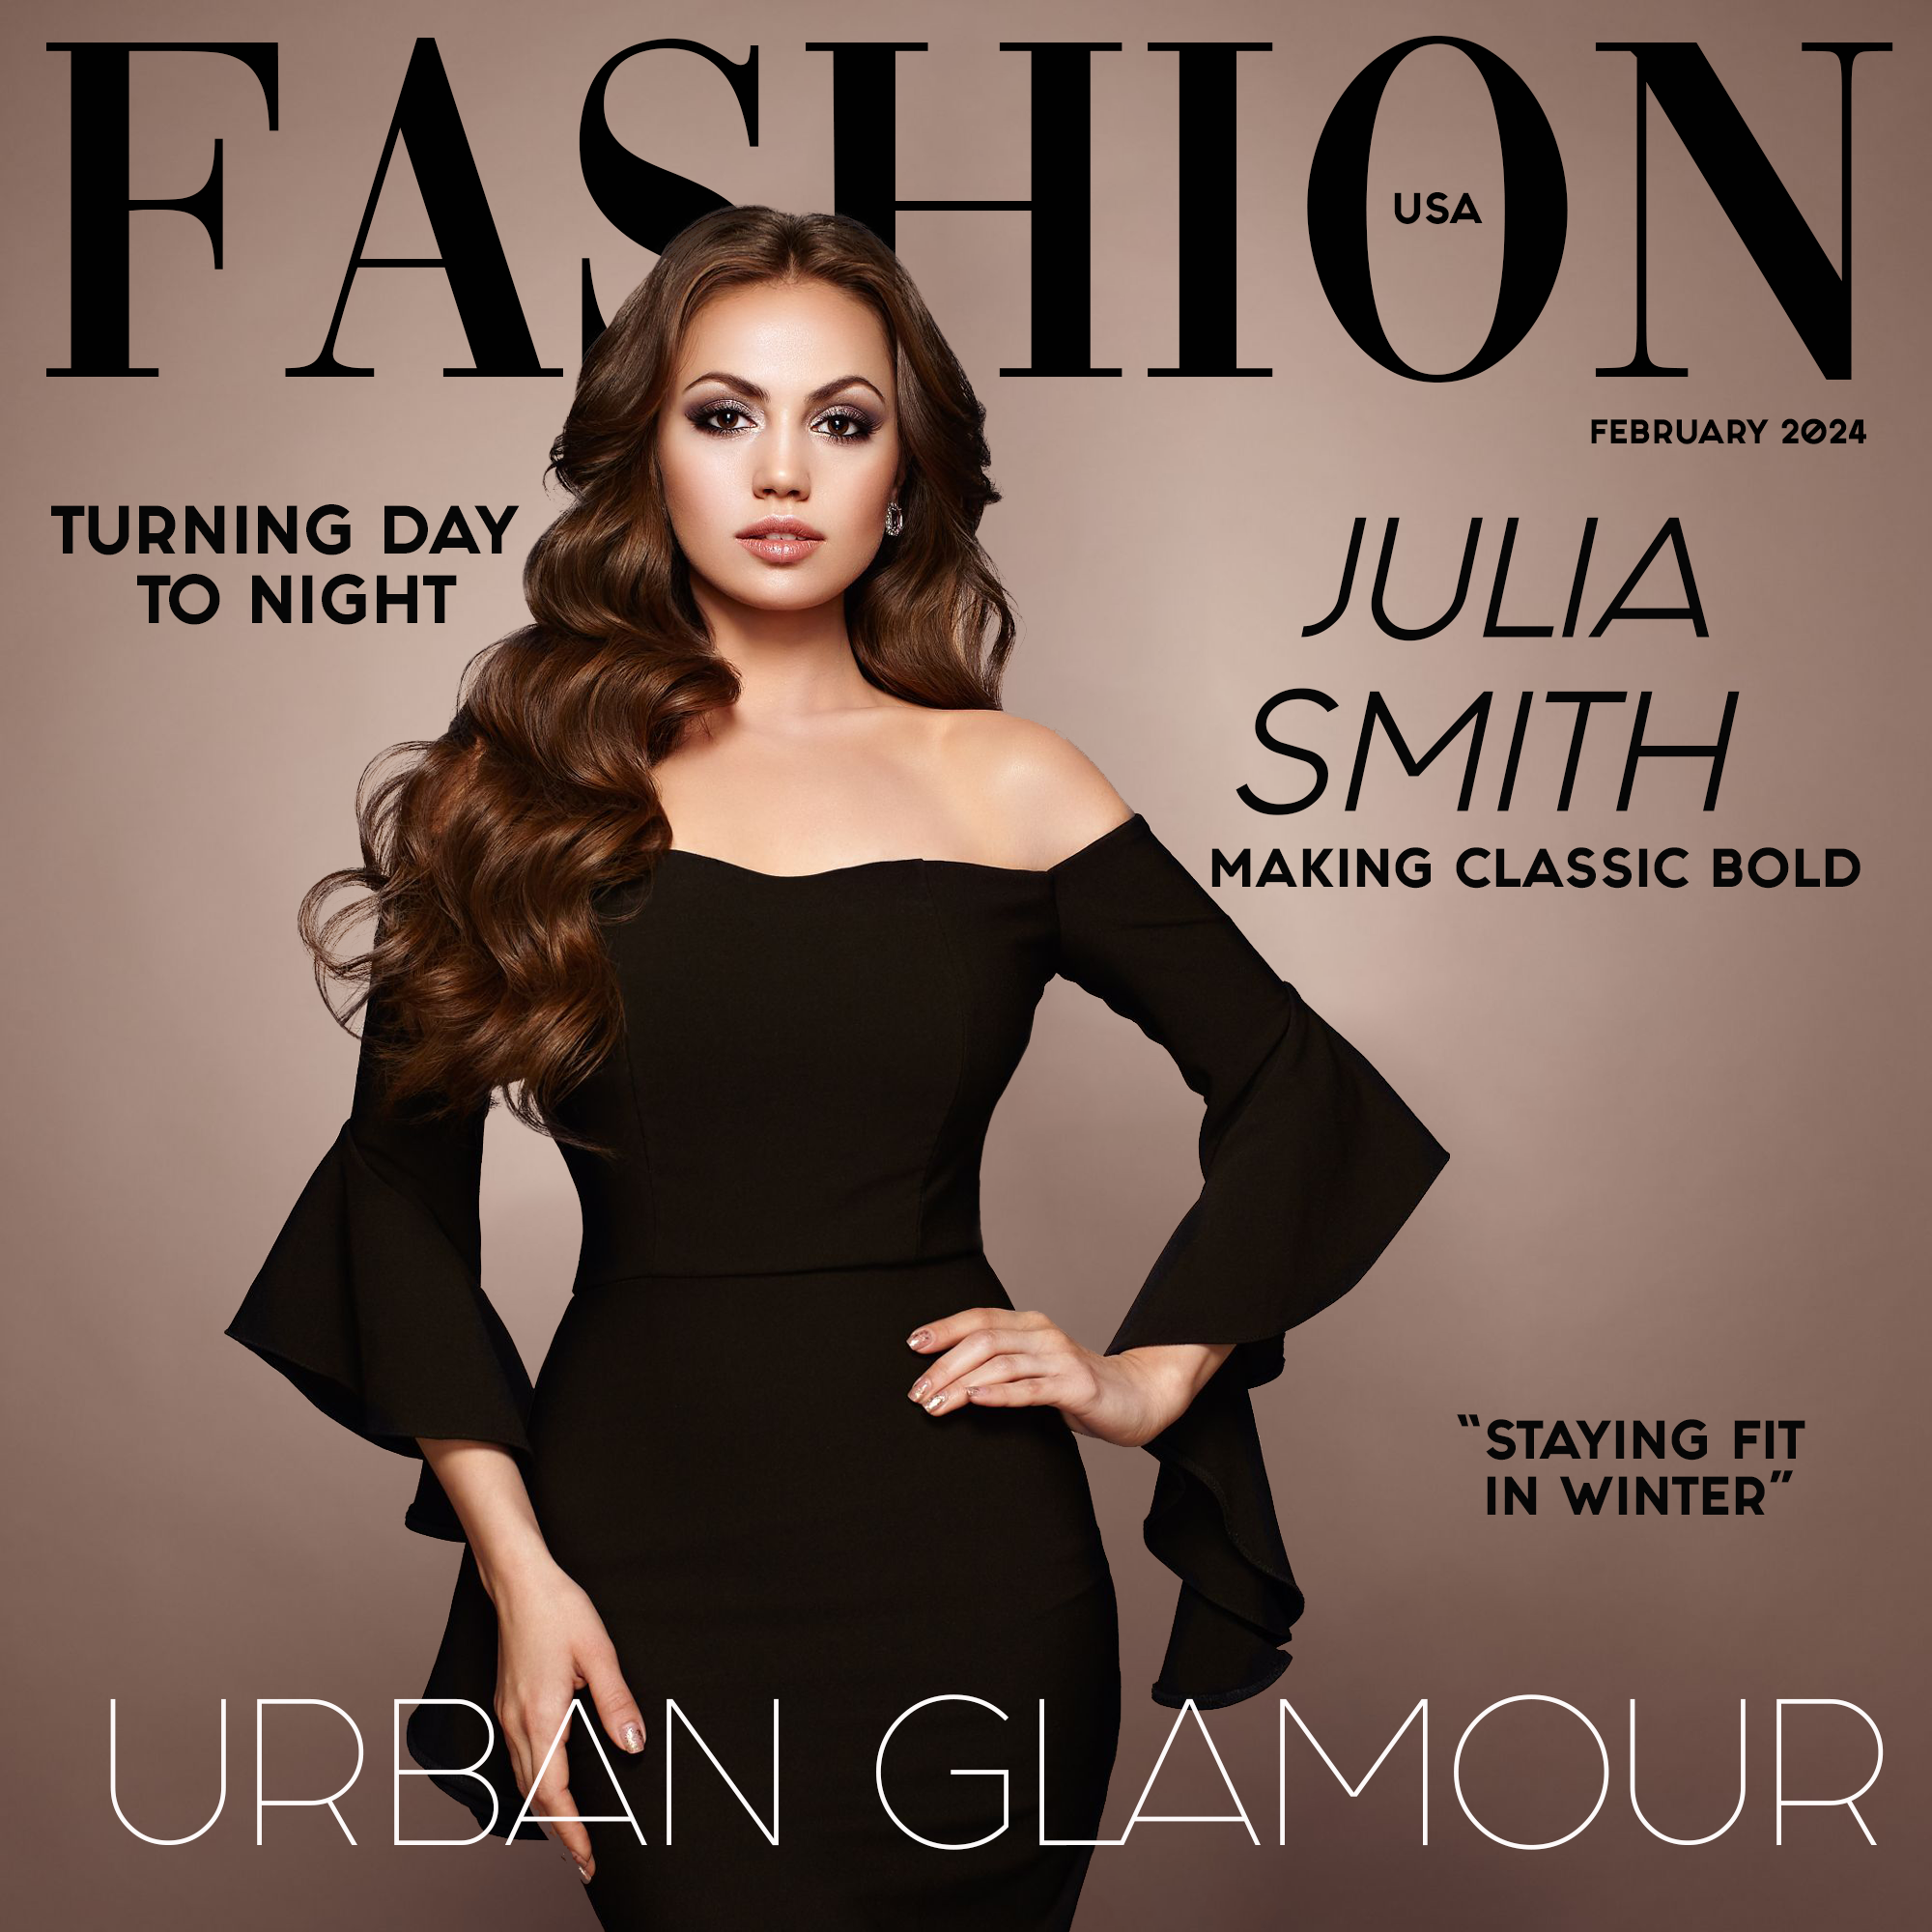 FASHION
USA
FEBRUARY 2024
TURNING DAY
TO NIGHT
JULIA
SMITH
MAKING CLASSIC BOLD
“STAYING FIT
IN WINTER”
URBAN GLAMOUR